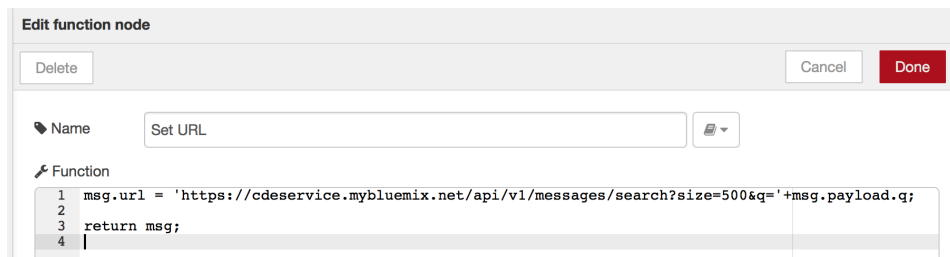 Edit function node
Delete Cancel Done
Name Set URL
Function
1 msg.url = 'https://cdeservice.mybluemix.net/api/v1/messages/search?size=500&q='+msg.payload.q;
2
3 return msg;
4